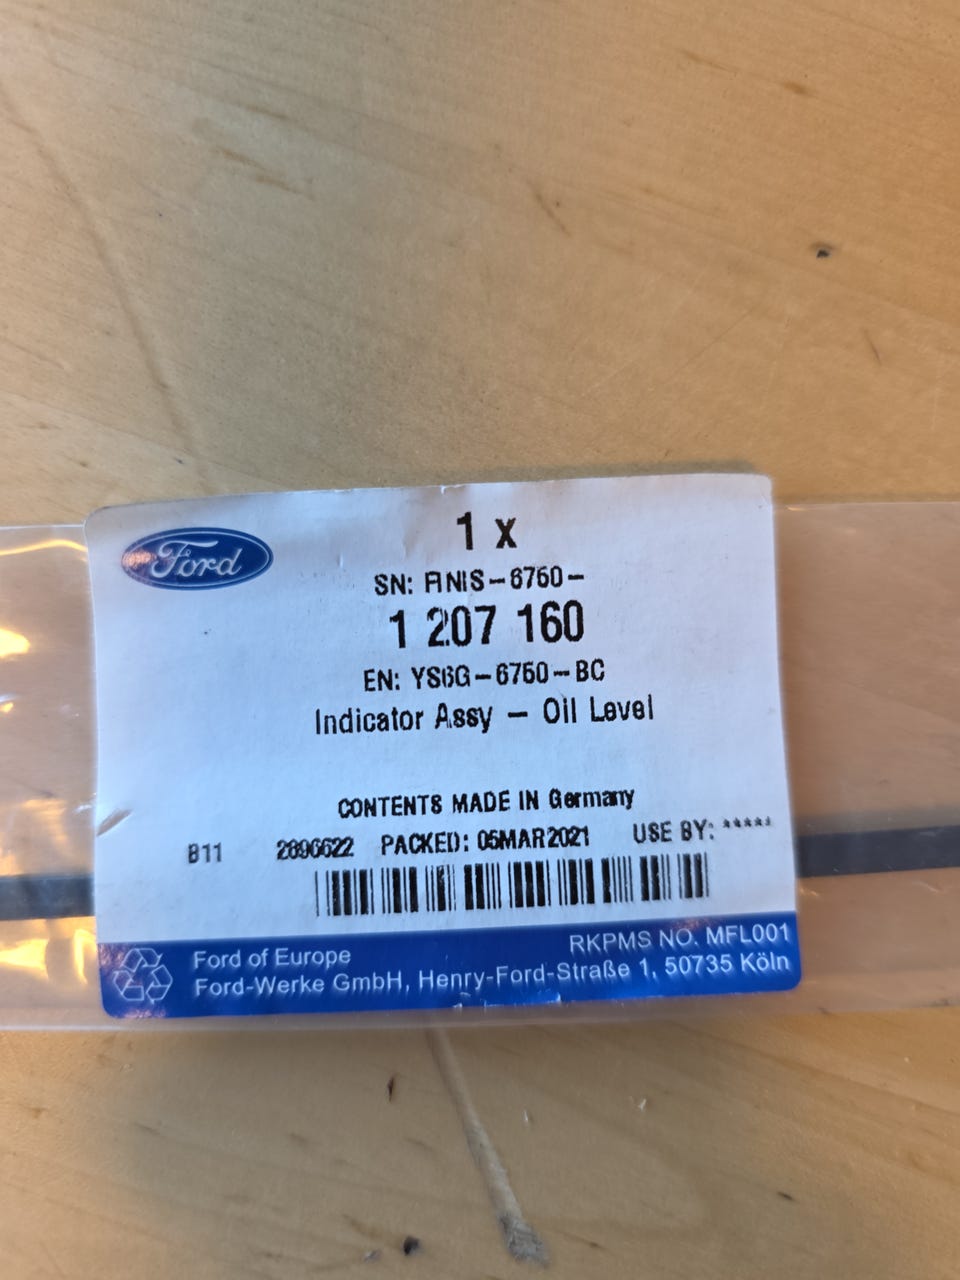 Ford
1 x
SN: FINIS-6750-
1 207 160
EN: YS6G-6750-BC
Indicator Assy - Oil Level
CONTENTS MADE IN Germany
B11 2896622 PACKED: 05MAR2021 USE BY: *****
RKPMS NO. MFL001
Ford of Europe
Ford-Werke GmbH, Henry-Ford-Straße 1, 50735 Köln